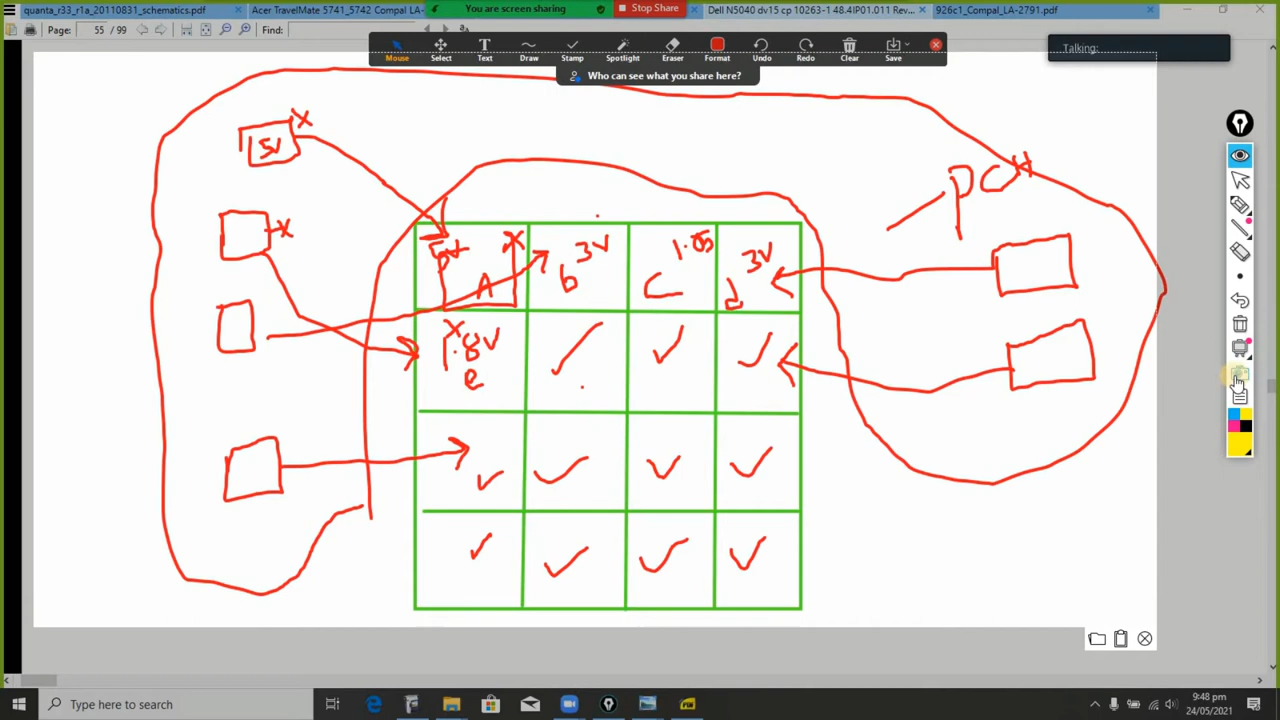 quanta_r33_r1a_20110831_schematics.pdf
Acer TravelMate 5741_5742 Compal LA-
You are screen sharing
Stop Share
Dell N5040 dv15 cp 10263-1 48.4IP01.011 Rev...
926c1_Compal_LA-2791.pdf
Page: 55 / 99 Find:
Mouse Select Text Draw Stamp Spotlight Eraser Format Undo Redo Clear Save
Who can see what you share here?
Talking:
PCH
5V
5V X A
3V b
1.05 C
3V d
X
1.8V
e
Type here to search
9:48 pm
24/05/2021